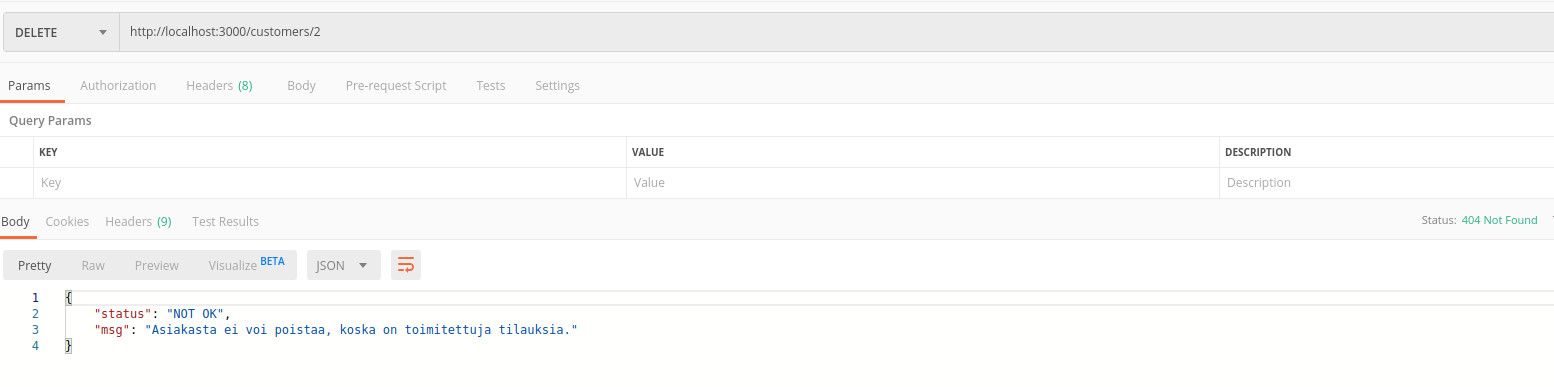 DELETE http://localhost:3000/customers/2
Params Authorization Headers (8) Body Pre-request Script Tests Settings
Query Params
KEY VALUE DESCRIPTION
Key Value Description
Body Cookies Headers (9) Test Results Status: 404 Not Found
Pretty Raw Preview Visualize BETA JSON
1 {
2 "status": "NOT OK",
3 "msg": "Asiakasta ei voi poistaa, koska on toimitettuja tilauksia."
4 }